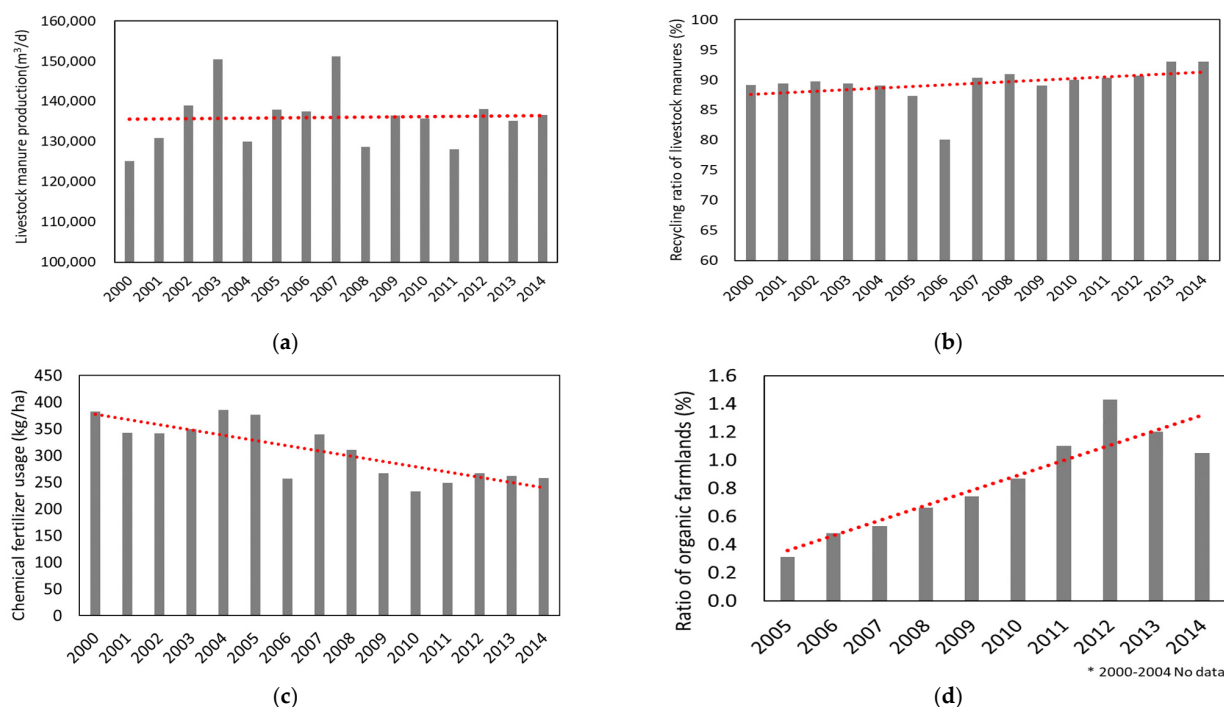 Livestock manure production(m³/d)
160,000
150,000
140,000
130,000
120,000
110,000
100,000
2000 2001 2002 2003 2004 2005 2006 2007 2008 2009 2010 2011 2012 2013 2014
(a)
Recycling ratio of livestock manures (%)
100
95
90
85
80
75
70
65
60
2000 2001 2002 2003 2004 2005 2006 2007 2008 2009 2010 2011 2012 2013 2014
(b)
Chemical fertilizer usage (kg/ha)
450
400
350
300
250
200
150
100
50
0
2000 2001 2002 2003 2004 2005 2006 2007 2008 2009 2010 2011 2012 2013 2014
(c)
Ratio of organic farmlands (%)
1.6
1.4
1.2
1.0
0.8
0.6
0.4
0.2
0.0
2005 2006 2007 2008 2009 2010 2011 2012 2013 2014
* 2000-2004 No data
(d)